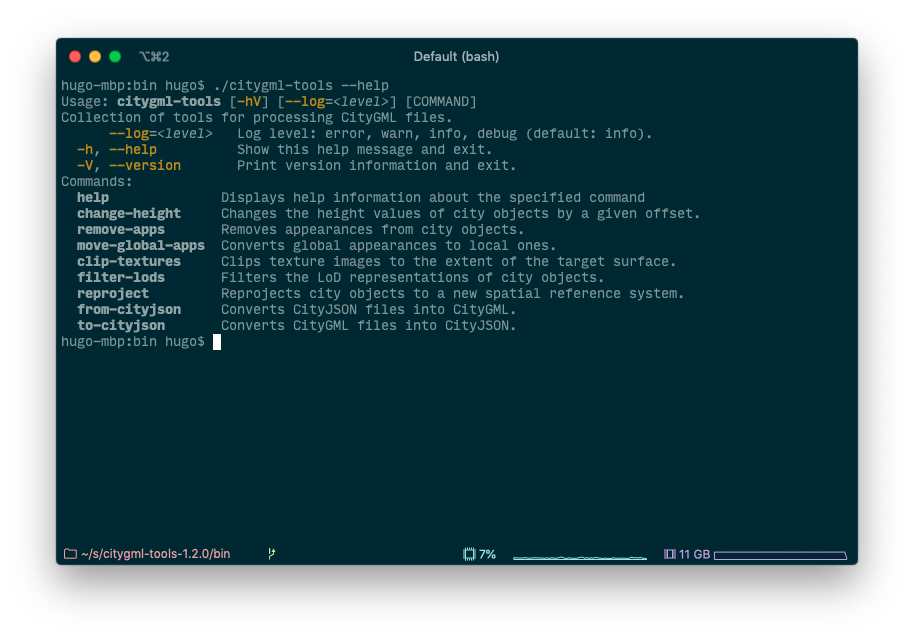 ⌥⌘2 Default (bash)
hugo-mbp:bin hugo$ ./citygml-tools --help
Usage: citygml-tools [-hV] [--log=<level>] [COMMAND]
Collection of tools for processing CityGML files.
      --log=<level>   Log level: error, warn, info, debug (default: info).
  -h, --help          Show this help message and exit.
  -V, --version       Print version information and exit.
Commands:
  help              Displays help information about the specified command
  change-height     Changes the height values of city objects by a given offset.
  remove-apps       Removes appearances from city objects.
  move-global-apps  Converts global appearances to local ones.
  clip-textures     Clips texture images to the extent of the target surface.
  filter-lods       Filters the LoD representations of city objects.
  reproject         Reprojects city objects to a new spatial reference system.
  from-cityjson     Converts CityJSON files into CityGML.
  to-cityjson       Converts CityGML files into CityJSON.
hugo-mbp:bin hugo$
~/s/citygml-tools-1.2.0/bin 7% 11 GB